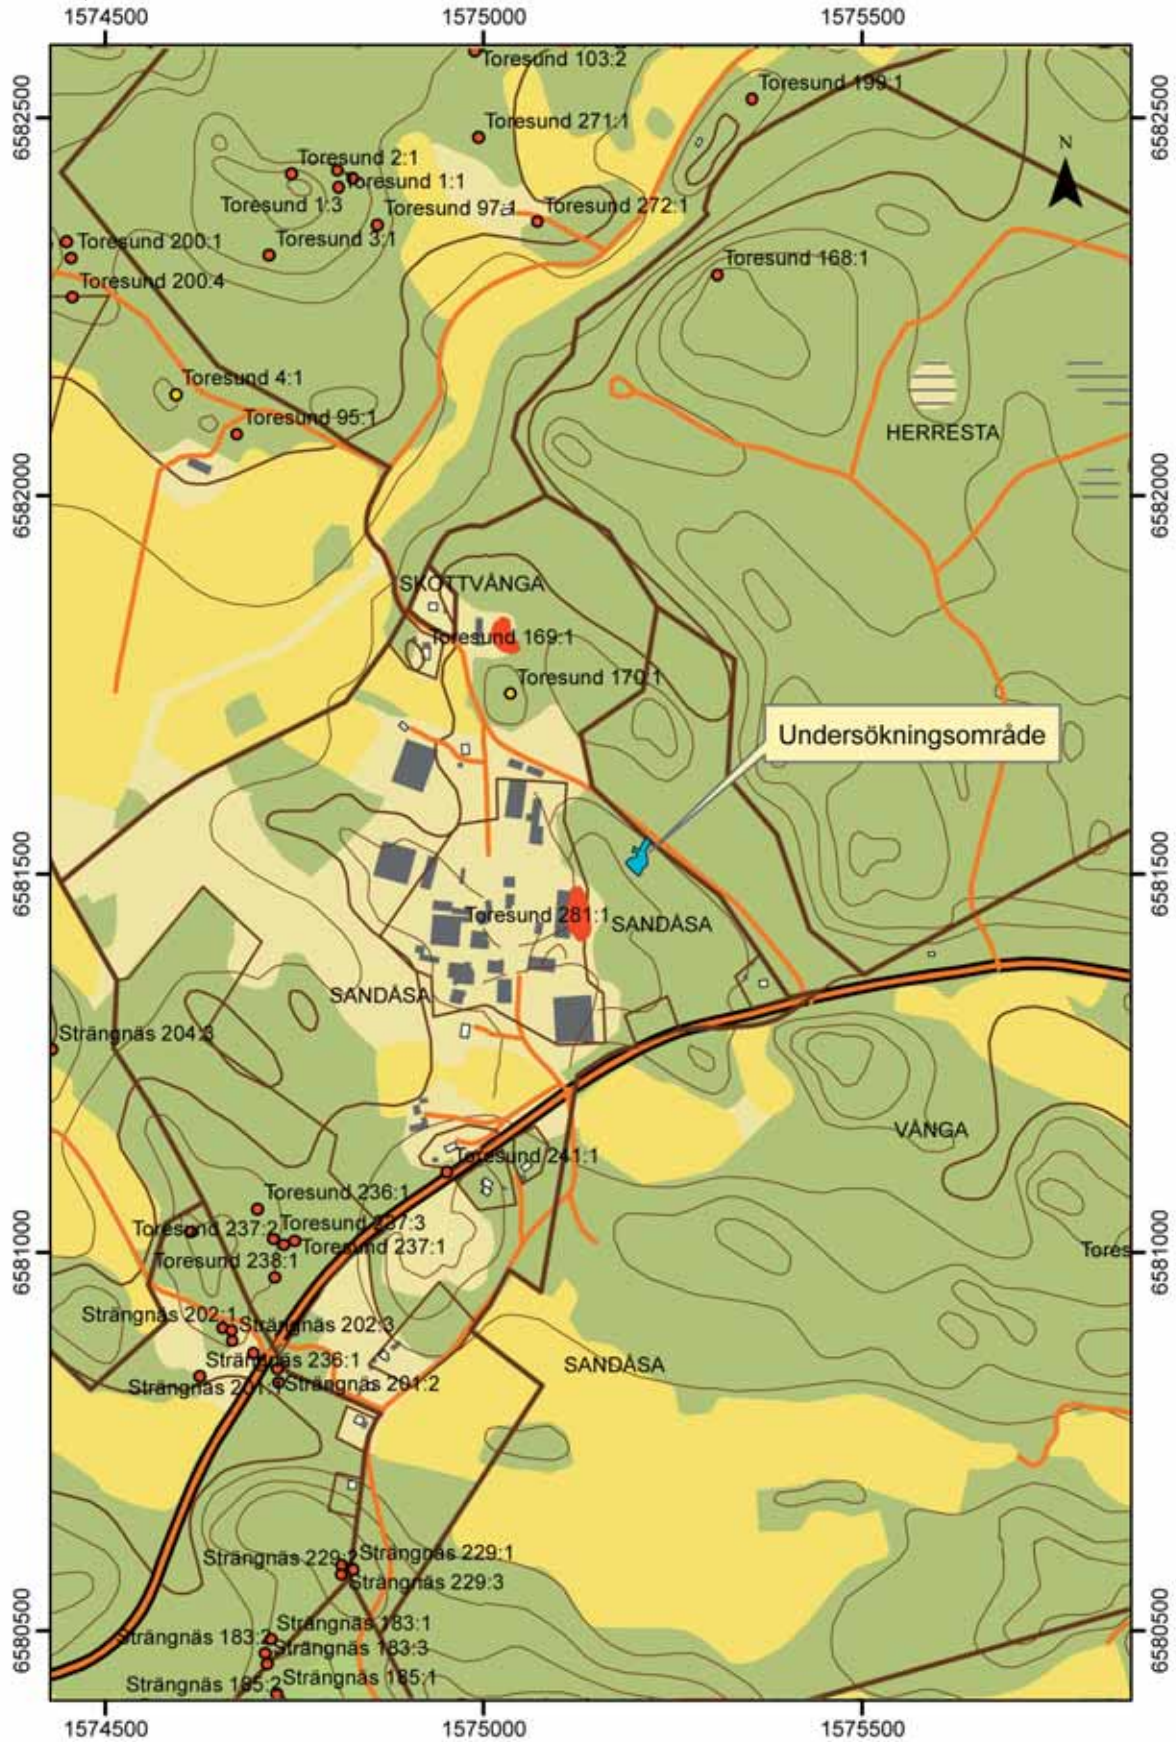 1574500
1575000
1575500
6582500
6582500
Toresund 103:2
Toresund 199:1
Toresund 271:1
N
Toresund 2:1
Toresund 1:1
Toresund 1:3
Toresund 97:1
Toresund 272:1
Toresund 200:1
Toresund 3:1
Toresund 168:1
Toresund 200:4
Toresund 4:1
Toresund 95:1
HERRESTA
6582000
6582000
SKOTTVÅNGA
Toresund 169:1
Toresund 170:1
Undersökningsområde
6581500
6581500
Toresund 281:1
SANDÅSA
SANDÅSA
Strängnäs 204:3
VÅNGA
Toresund 241:1
Toresund 236:1
Toresund 237:2
Toresund 237:3
Toresund 237:1
Toresund 238:1
Tores
6581000
6581000
Strängnäs 202:1
Strängnäs 202:3
Strängnäs 236:1
Strängnäs 201:1
Strängnäs 201:2
SANDÅSA
Strängnäs 229:2
Strängnäs 229:1
Strängnäs 229:3
Strängnäs 183:1
Strängnäs 183:2
Strängnäs 183:3
Strängnäs 185:2
Strängnäs 185:1
6580500
6580500
1574500
1575000
1575500